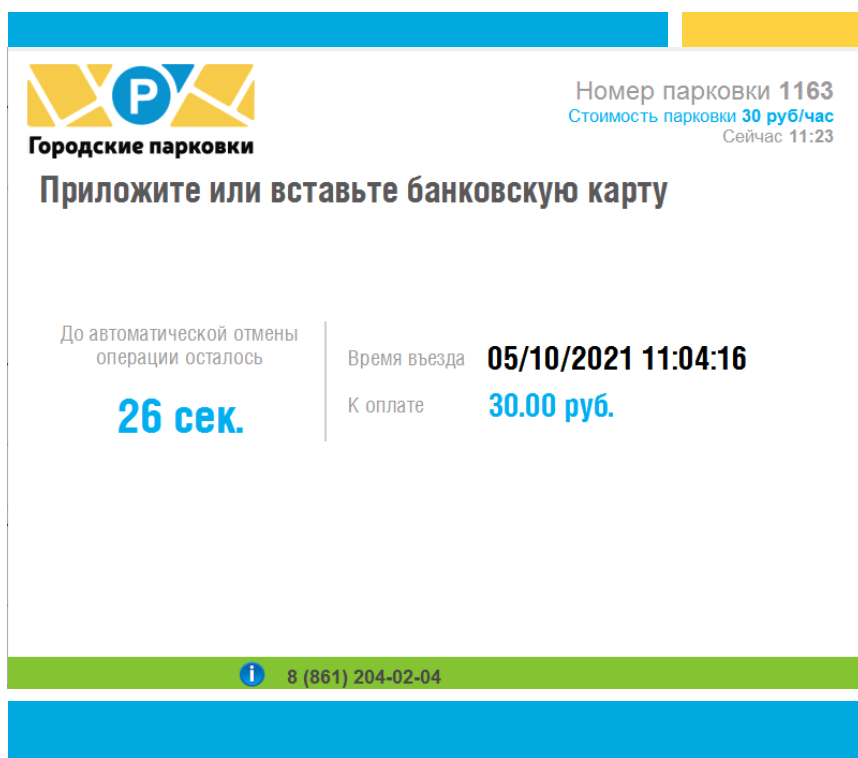 P
Городские парковки
Номер парковки 1163
Стоимость парковки 30 руб/час
Сейчас 11:23
Приложите или вставьте банковскую карту
До автоматической отмены
операции осталось
26 сек.
Время въезда 05/10/2021 11:04:16
К оплате 30.00 руб.
i 8 (861) 204-02-04